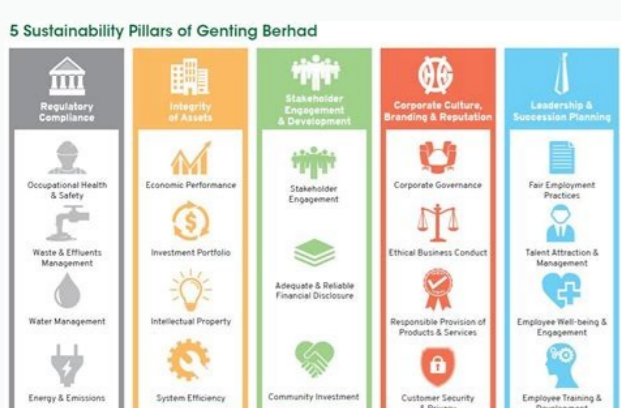 5 Sustainability Pillars of Genting Berhad
Regulatory
Compliance
Occupational Health
& Safety
Waste & Effluents
Management
Water Management
Energy & Emissions
Integrity
of Assets
Economic Performance
Investment Portfolio
Intellectual Property
System Efficiency
Stakeholder
Engagement
& Development
Stakeholder
Engagement
Adequate & Reliable
Financial Disclosure
Community Investment
Corporate Culture,
Branding & Reputation
Corporate Governance
Ethical Business Conduct
Responsible Provision of
Products & Services
Customer Security
& Privacy
Leadership &
Succession Planning
Fair Employment
Practices
Talent Attraction &
Management
Employee Well-being &
Engagement
Employee Training &
Development